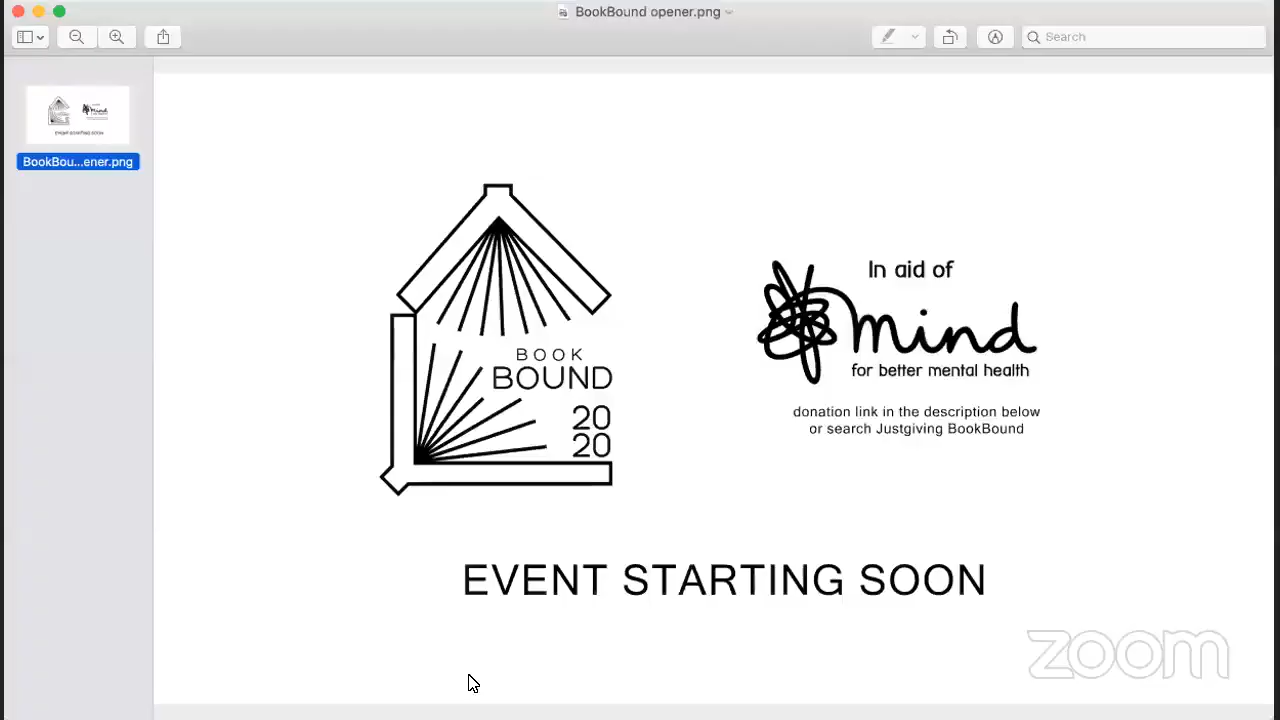 BookBound opener.png
Search
BookBou...ener.png
BOOK
BOUND
20
20
In aid of
mind
for better mental health
donation link in the description below
or search Justgiving BookBound
EVENT STARTING SOON
zoom